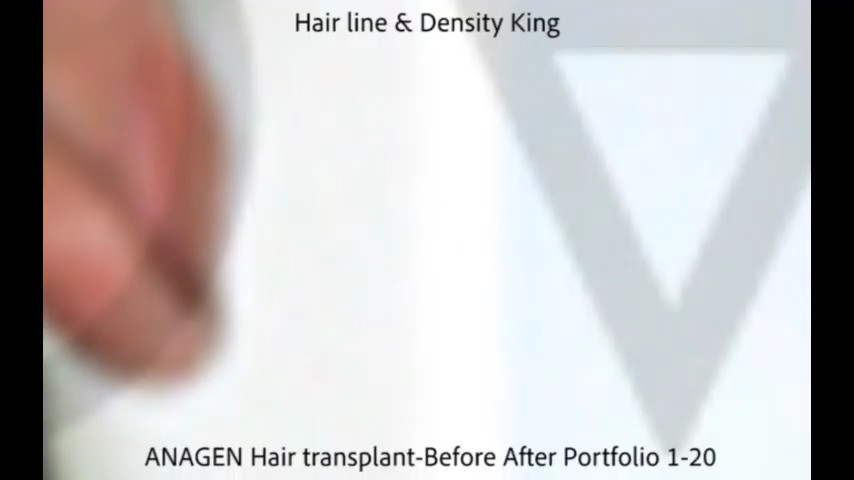 Hair line & Density King
ANAGEN Hair transplant-Before After Portfolio 1-20